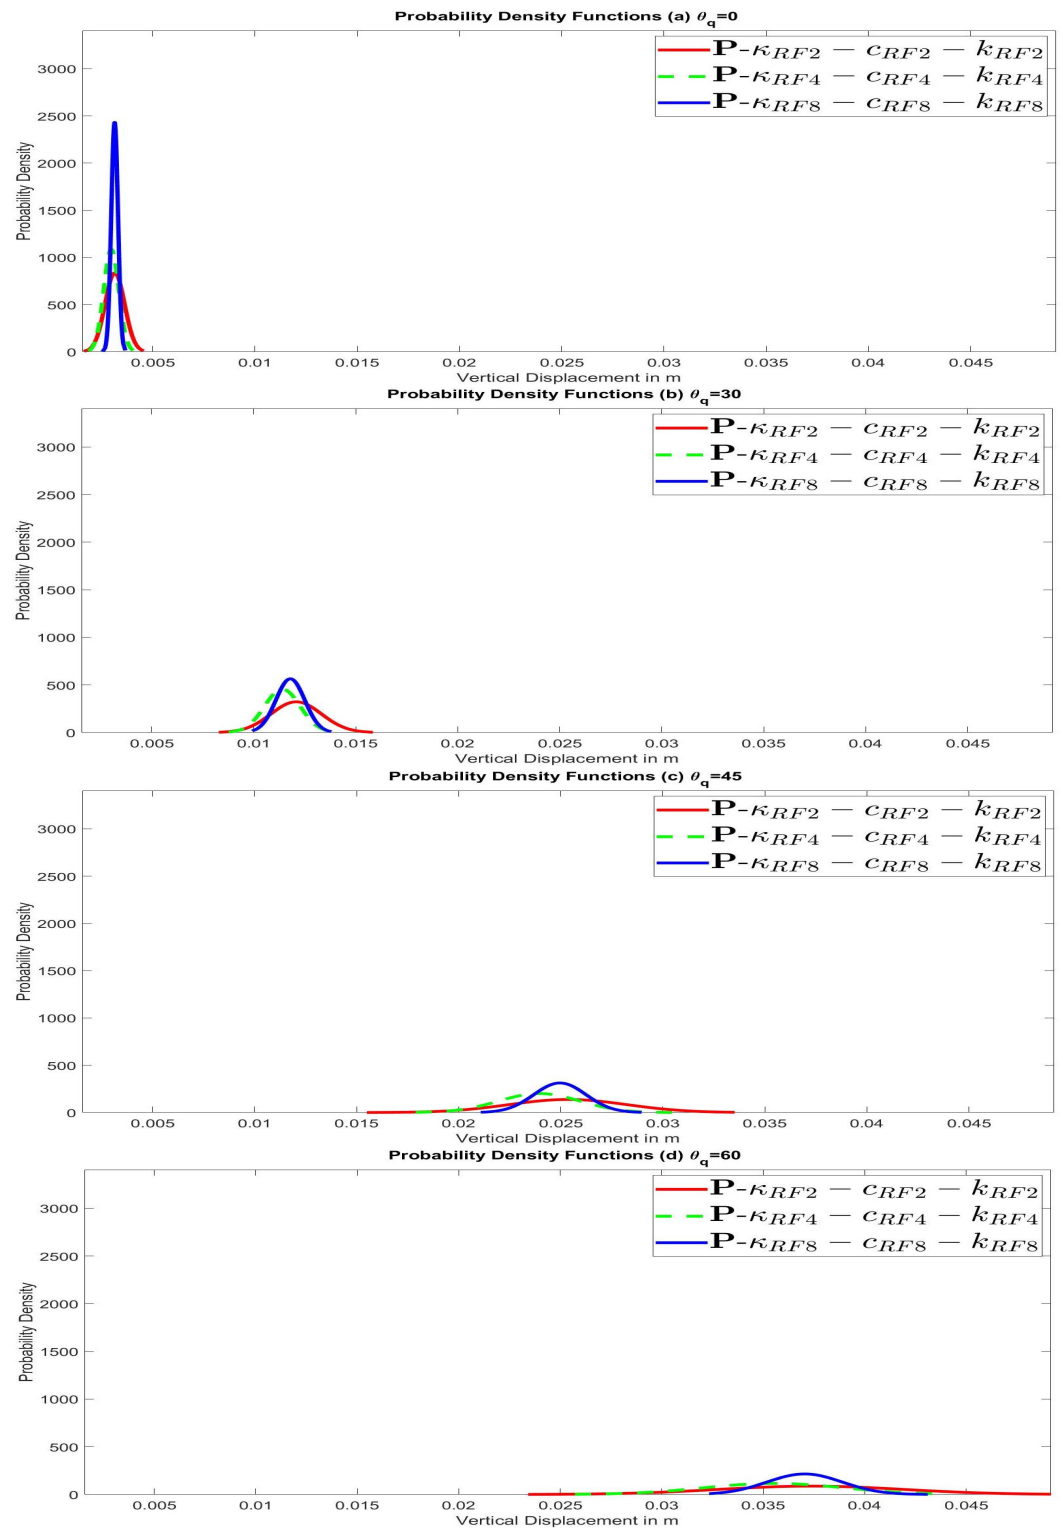 Probability Density Functions (a) θq=0
P-κRF2 − cRF2 − kRF2
P-κRF4 − cRF4 − kRF4
P-κRF8 − cRF8 − kRF8
3000
2500
2000
1500
1000
500
0
Probability Density
0.005 0.01 0.015 0.02 0.025 0.03 0.035 0.04 0.045
Vertical Displacement in m
Probability Density Functions (b) θq=30
P-κRF2 − cRF2 − kRF2
P-κRF4 − cRF4 − kRF4
P-κRF8 − cRF8 − kRF8
3000
2500
2000
1500
1000
500
0
Probability Density
0.005 0.01 0.015 0.02 0.025 0.03 0.035 0.04 0.045
Vertical Displacement in m
Probability Density Functions (c) θq=45
P-κRF2 − cRF2 − kRF2
P-κRF4 − cRF4 − kRF4
P-κRF8 − cRF8 − kRF8
3000
2500
2000
1500
1000
500
0
Probability Density
0.005 0.01 0.015 0.02 0.025 0.03 0.035 0.04 0.045
Vertical Displacement in m
Probability Density Functions (d) θq=60
P-κRF2 − cRF2 − kRF2
P-κRF4 − cRF4 − kRF4
P-κRF8 − cRF8 − kRF8
3000
2500
2000
1500
1000
500
0
Probability Density
0.005 0.01 0.015 0.02 0.025 0.03 0.035 0.04 0.045
Vertical Displacement in m